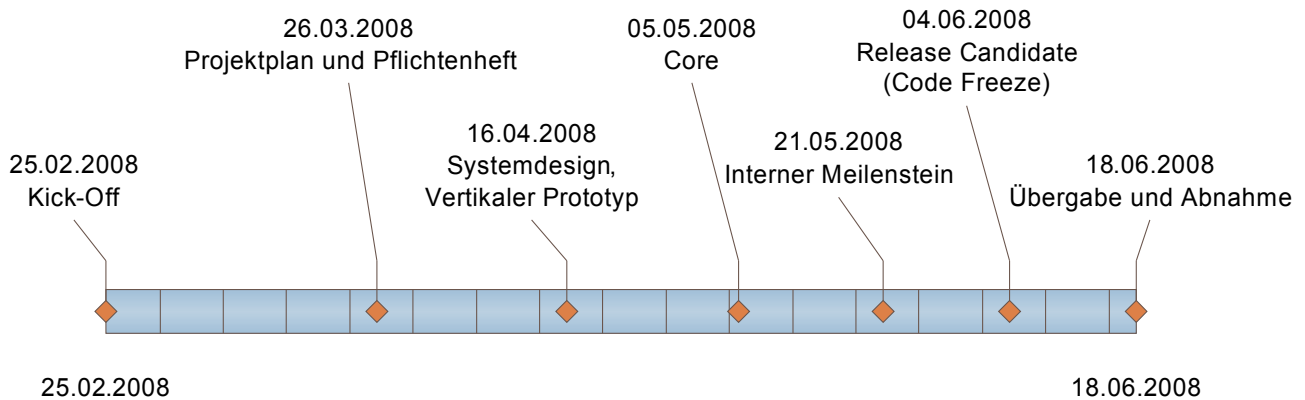 25.02.2008
Kick-Off
26.03.2008
Projektplan und Pflichtenheft
16.04.2008
Systemdesign,
Vertikaler Prototyp
05.05.2008
Core
21.05.2008
Interner Meilenstein
04.06.2008
Release Candidate
(Code Freeze)
18.06.2008
Übergabe und Abnahme
25.02.2008
18.06.2008